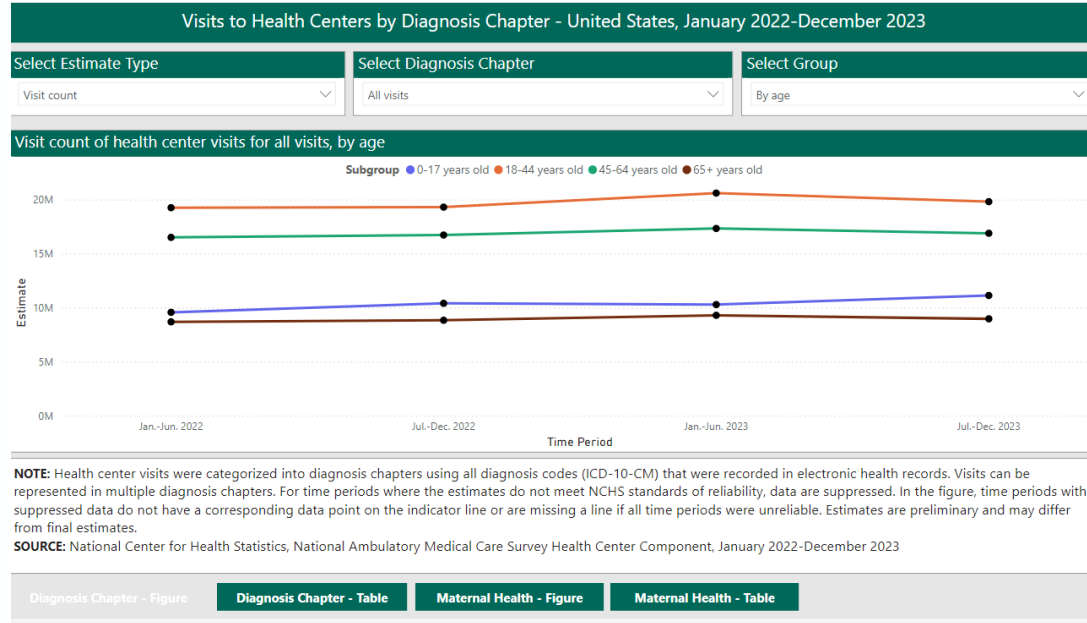 Visits to Health Centers by Diagnosis Chapter - United States, January 2022-December 2023
Select Estimate Type
Select Diagnosis Chapter
Select Group
Visit count
All visits
By age
Visit count of health center visits for all visits, by age
Subgroup 0-17 years old 18-44 years old 45-64 years old 65+ years old
20M
15M
10M
5M
0M
Estimate
Jan.-Jun. 2022
Jul.-Dec. 2022
Jan.-Jun. 2023
Jul.-Dec. 2023
Time Period
NOTE: Health center visits were categorized into diagnosis chapters using all diagnosis codes (ICD-10-CM) that were recorded in electronic health records. Visits can be
represented in multiple diagnosis chapters. For time periods where the estimates do not meet NCHS standards of reliability, data are suppressed. In the figure, time periods with
suppressed data do not have a corresponding data point on the indicator line or are missing a line if all time periods were unreliable. Estimates are preliminary and may differ
from final estimates.
SOURCE: National Center for Health Statistics, National Ambulatory Medical Care Survey Health Center Component, January 2022-December 2023
Diagnosis Chapter - Figure
Diagnosis Chapter - Table
Maternal Health - Figure
Maternal Health - Table